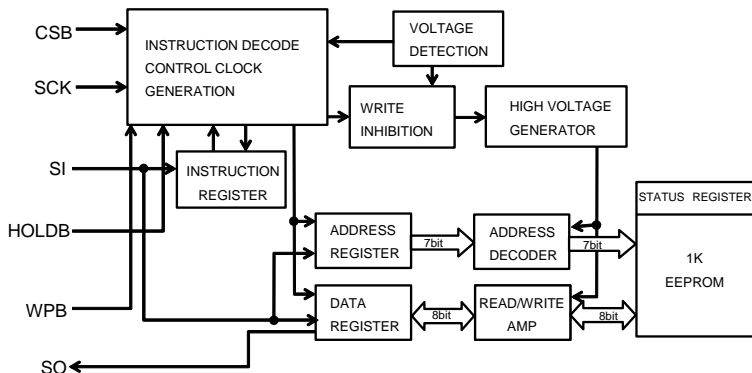 CSB
SCK
SI
HOLDB
WPB
SO
INSTRUCTION DECODE
CONTROL CLOCK
GENERATION
VOLTAGE
DETECTION
WRITE
INHIBITION
HIGH VOLTAGE
GENERATOR
INSTRUCTION
REGISTER
ADDRESS
REGISTER
7bit
ADDRESS
DECODER
7bit
DATA
REGISTER
8bit
READ/WRITE
AMP
8bit
STATUS REGISTER
1K
EEPROM